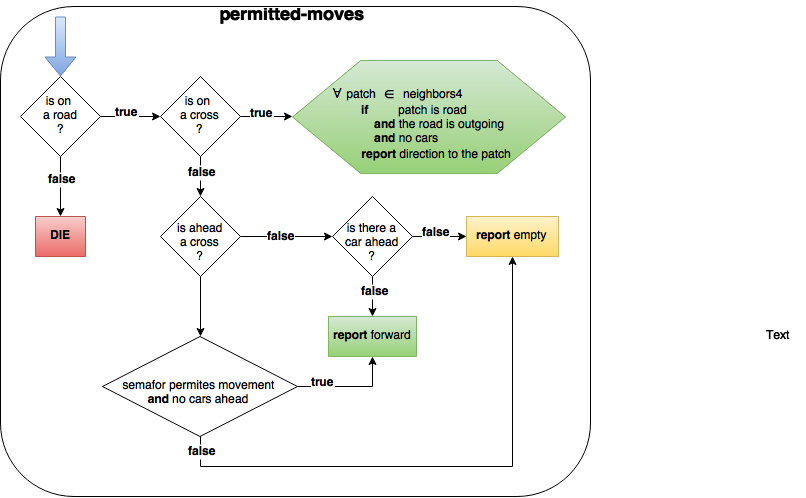 permitted-moves
is on
a road
?
true
is on
a cross
?
true
∀ patch ∈ neighbors4
if patch is road
and the road is outgoing
and no cars
report direction to the patch
false
false
DIE
is ahead
a cross
?
false
is there a
car ahead
?
false
report empty
false
report forward
Text
semafor permites movement
and no cars ahead
true
false